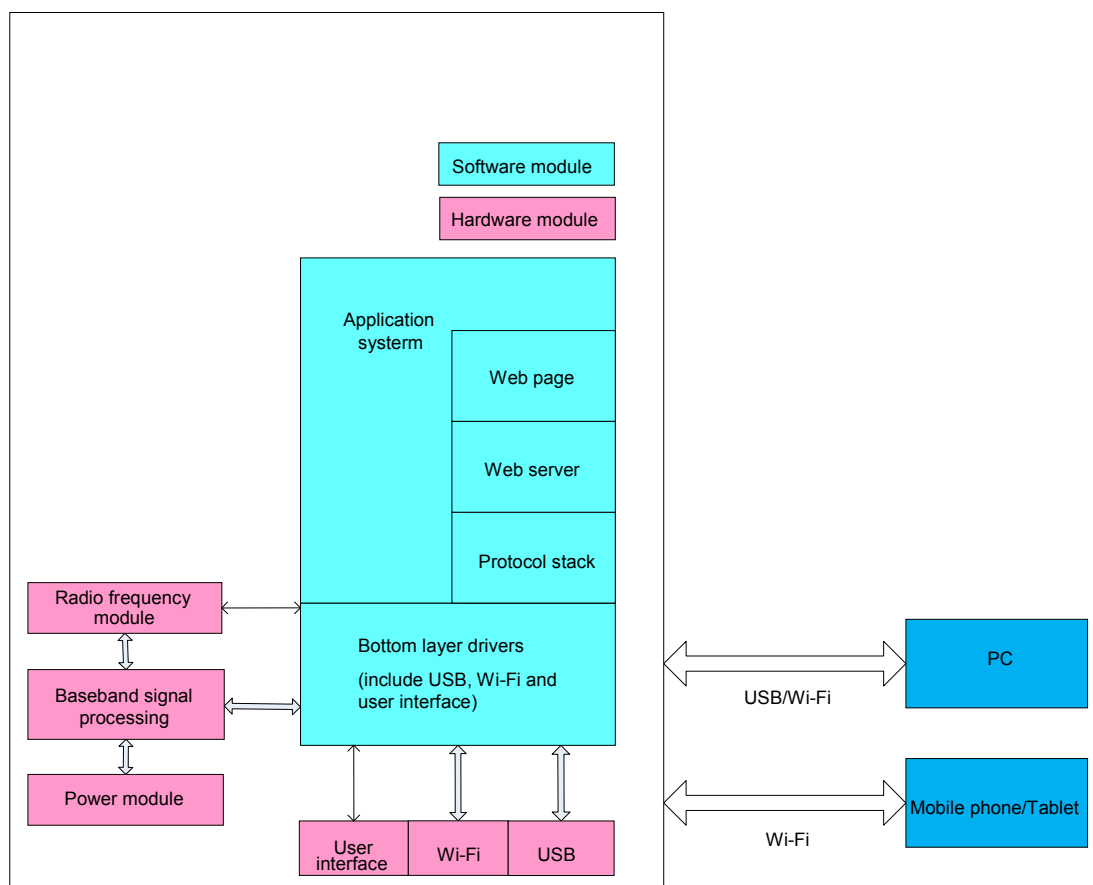 Software module
Hardware module
Application
systerm
Web page
Web server
Protocol stack
Radio frequency
module
Bottom layer drivers
(include USB, Wi-Fi and
user interface)
Baseband signal
processing
Power module
User
interface
Wi-Fi
USB
PC
USB/Wi-Fi
Mobile phone/Tablet
Wi-Fi